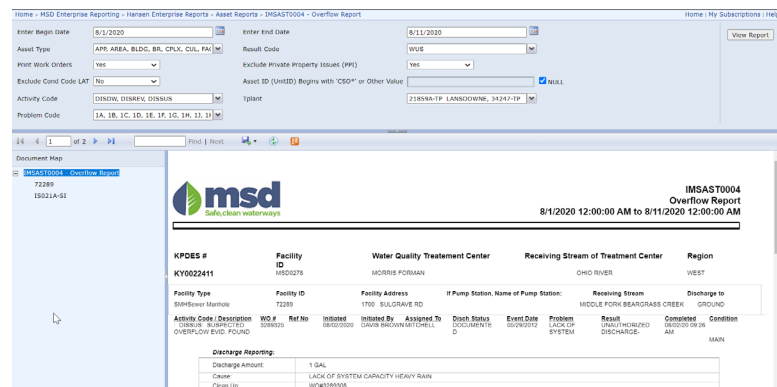 Home > MSD Enterprise Reporting > Hansen Enterprise Reports > Asset Reports > IMSAST0004 - Overflow Report
Home | My Subscriptions | Hel
Enter Begin Date 8/1/2020 Enter End Date 8/11/2020 View Report
Asset Type APP, AREA, BLDG, BR, CPLX, CUL, FAC Result Code WUS
Print Work Orders Yes Exclude Private Property Issues (PPI) Yes
Exclude Cond Code LAT No Asset ID (UnitID) Begins with 'CSO*' or Other Value NULL
Activity Code DISDW, DISREV, DISSUS Tplant 21859A-TP LANSDOWNE, 34247-TP
Problem Code 1A, 1B, 1C, 1D, 1E, 1F, 1G, 1H, 1J, 1K
1 of 2 Find | Next
Document Map
IMSAST0004 - Overflow Report
72289
IS021A-SI
msd
Safe, clean waterways
IMSAST0004
Overflow Report
8/1/2020 12:00:00 AM to 8/11/2020 12:00:00 AM
KPDES # Facility ID Water Quality Treatement Center Receiving Stream of Treatment Center Region
KY0022411 MSD0278 MORRIS FORMAN OHIO RIVER WEST
Facility Type Facility ID Facility Address If Pump Station, Name of Pump Station: Receiving Stream Discharge to
SMHSewer Manhole 72289 1700 SULGRAVE RD MIDDLE FORK BEARGRASS CREEK GROUND
Activity Code / Description WO # Ref No Initiated Initiated By Assigned To Disch Status Event Date Problem Result Completed Condition
DISSUS: SUSPECTED 3289325 08/02/2020 DAVIS BROWN MITCHELL DOCUMENTE 05/29/2012 LACK OF UNAUTHORIZED 08/02/20 09:26
OVERFLOW EVID. FOUND D SYSTEM DISCHARGE- AM
MAIN
Discharge Reporting:
Discharge Amount: 1 GAL
Cause: LACK OF SYSTEM CAPACITY HEAVY RAIN
Clean Up: WO#3289308